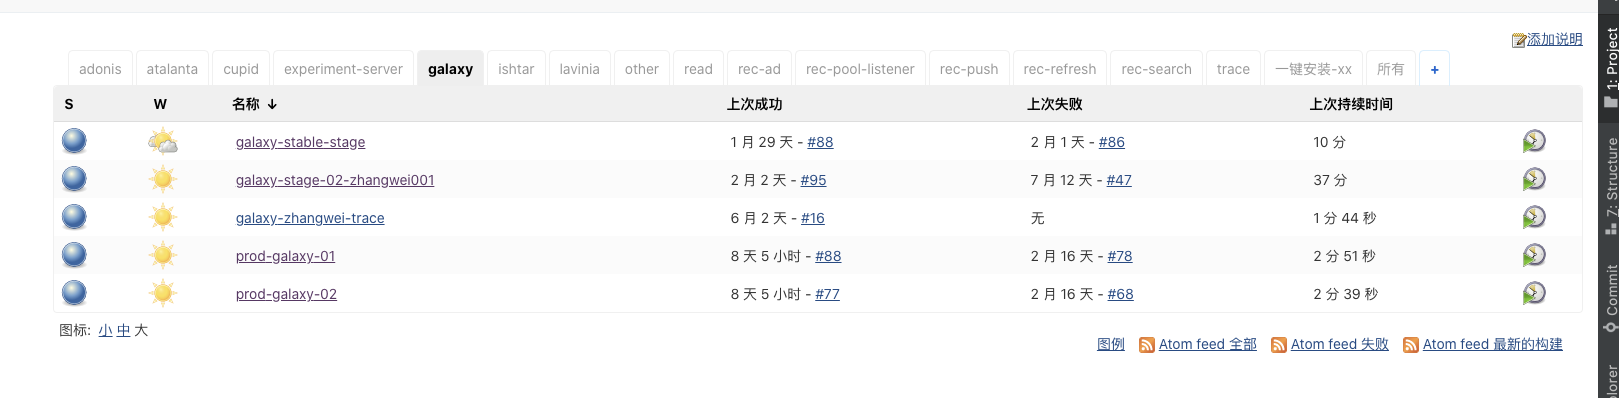 添加说明
adonis atalanta cupid experiment-server galaxy ishtar lavinia other read rec-ad rec-pool-listener rec-push rec-refresh rec-search trace 一键安装-xx 所有 +
S W 名称 ↓ 上次成功 上次失败 上次持续时间
galaxy-stable-stage 1 月 29 天 - #88 2 月 1 天 - #86 10 分
galaxy-stage-02-zhangwei001 2 月 2 天 - #95 7 月 12 天 - #47 37 分
galaxy-zhangwei-trace 6 月 2 天 - #16 无 1 分 44 秒
prod-galaxy-01 8 天 5 小时 - #88 2 月 16 天 - #78 2 分 51 秒
prod-galaxy-02 8 天 5 小时 - #77 2 月 16 天 - #68 2 分 39 秒
图标: 小 中 大
图例 Atom feed 全部 Atom feed 失败 Atom feed 最新的构建
1: Project
7: Structure
Commit